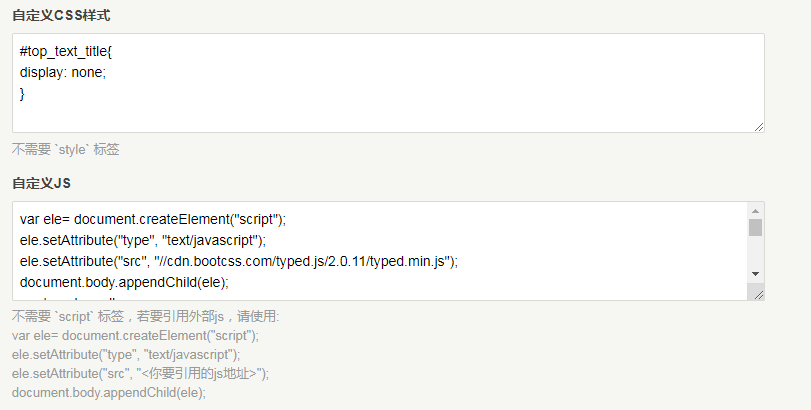 自定义CSS样式
#top_text_title{
display: none;
}
不需要 `style` 标签
自定义JS
var ele= document.createElement("script");
ele.setAttribute("type", "text/javascript");
ele.setAttribute("src", "//cdn.bootcss.com/typed.js/2.0.11/typed.min.js");
document.body.appendChild(ele);
不需要 `script` 标签，若要引用外部js，请使用:
var ele= document.createElement("script");
ele.setAttribute("type", "text/javascript");
ele.setAttribute("src", "<你要引用的js地址>");
document.body.appendChild(ele);